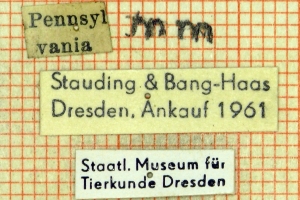 Pennsyl
vania
Stauding & Bang-Haas
Dresden, Ankauf 1961
Staatl. Museum für
Tierkunde Dresden